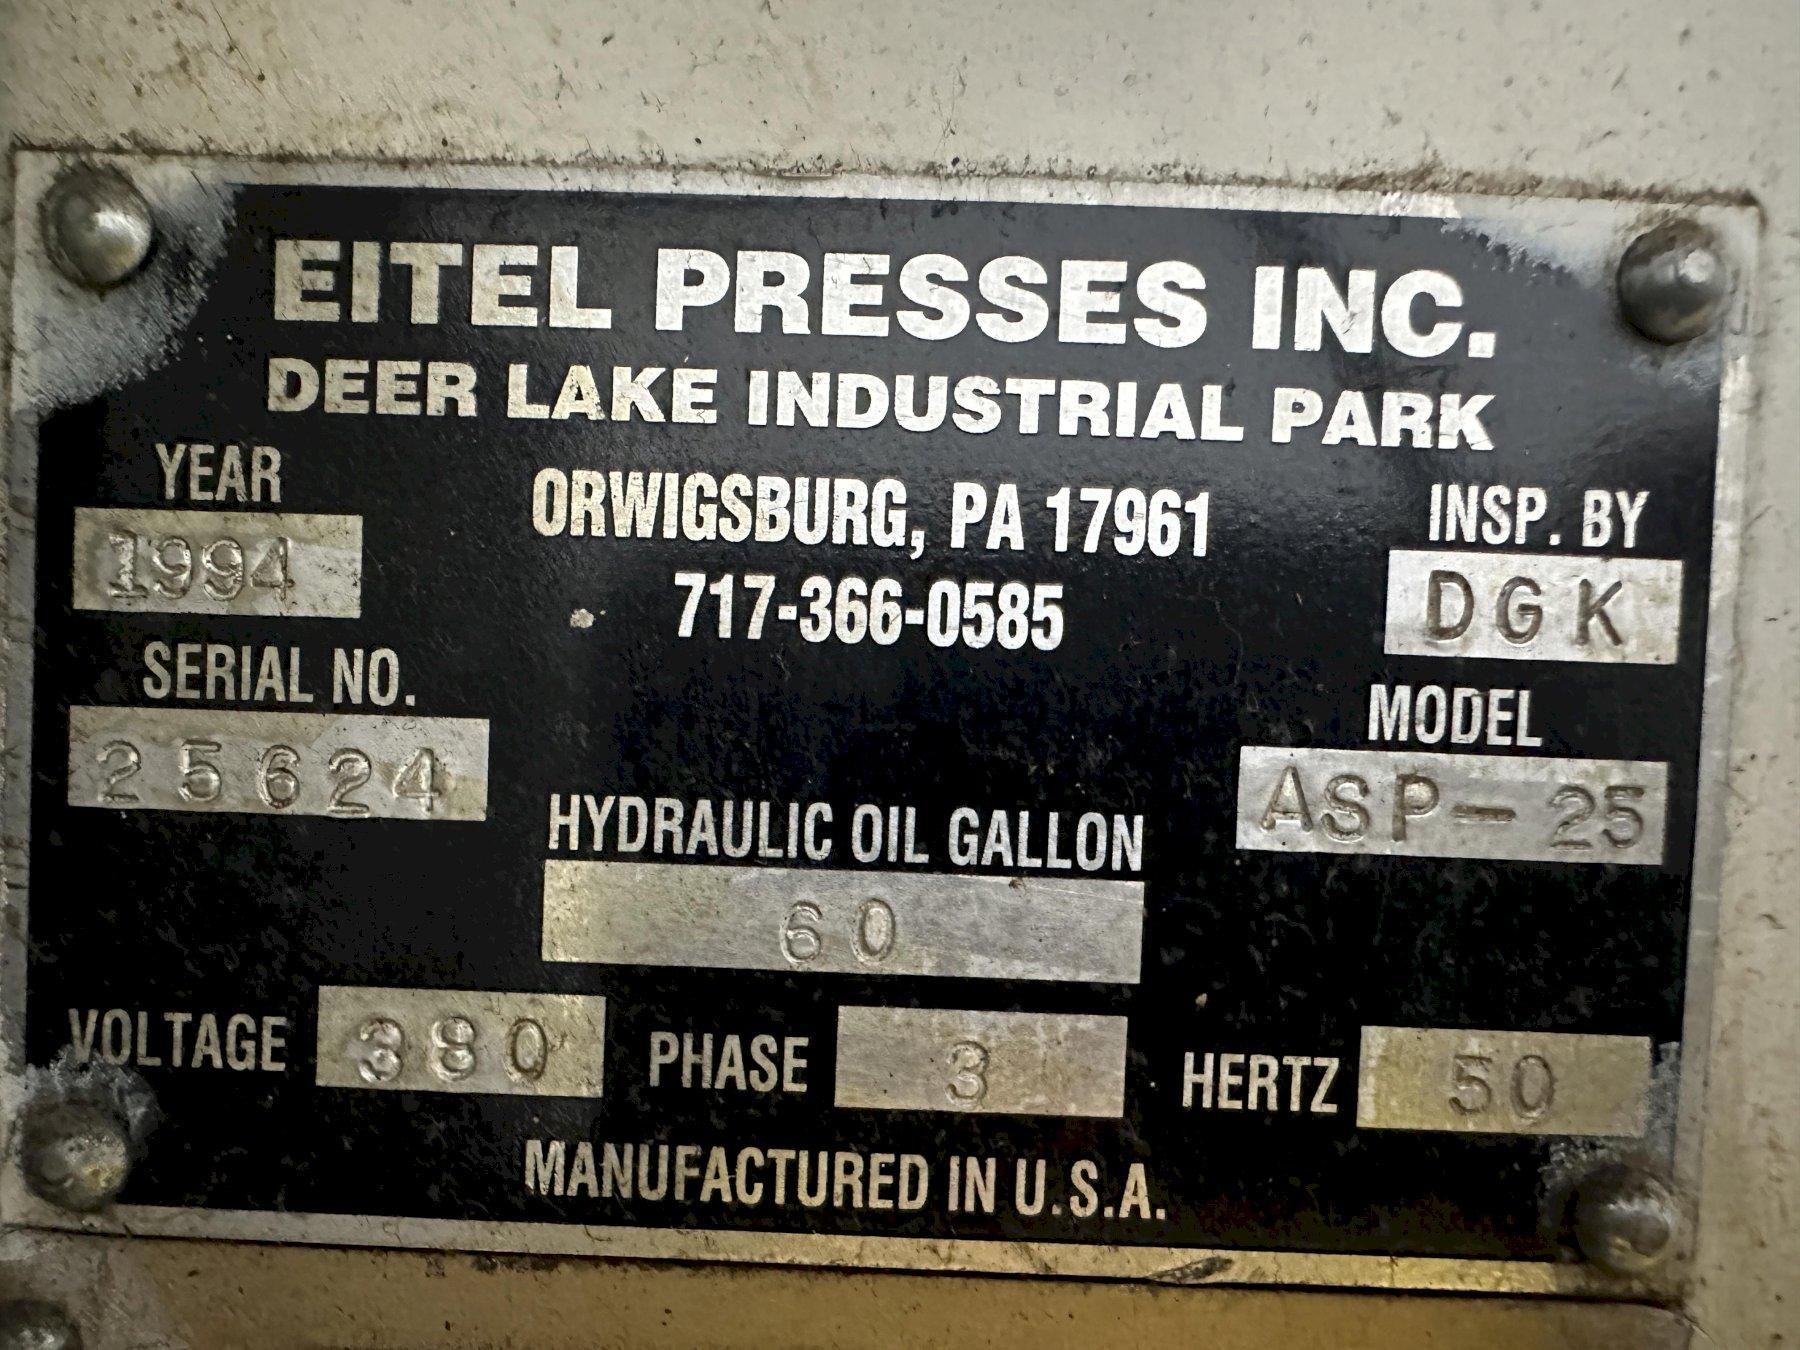 EITEL PRESSES INC.
DEER LAKE INDUSTRIAL PARK
ORWIGSBURG, PA 17961
717-366-0585
YEAR
1994
INSP. BY
DGK
SERIAL NO.
25624
MODEL
ASP-25
HYDRAULIC OIL GALLON
60
VOLTAGE 380 PHASE 3 HERTZ 50
MANUFACTURED IN U.S.A.